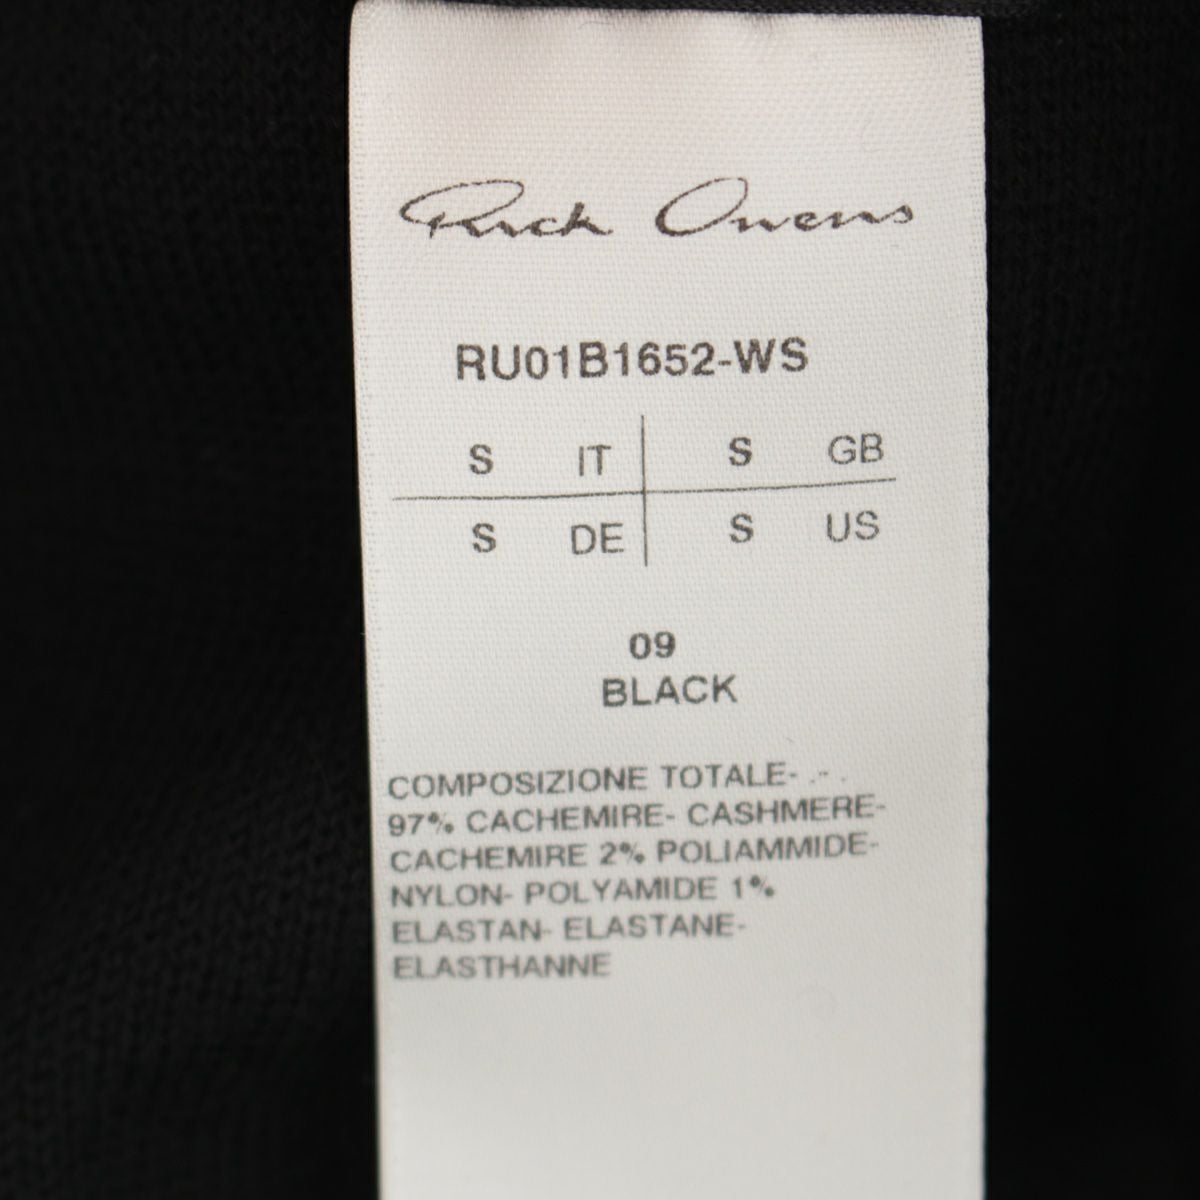 Rick Owens
RU01B1652-WS
S IT S GB
S DE S US
09
BLACK
COMPOSIZIONE TOTALE- .- .
97% CACHEMIRE- CASHMERE-
CACHEMIRE 2% POLIAMMIDE-
NYLON- POLYAMIDE 1%
ELASTAN- ELASTANE-
ELASTHANNE